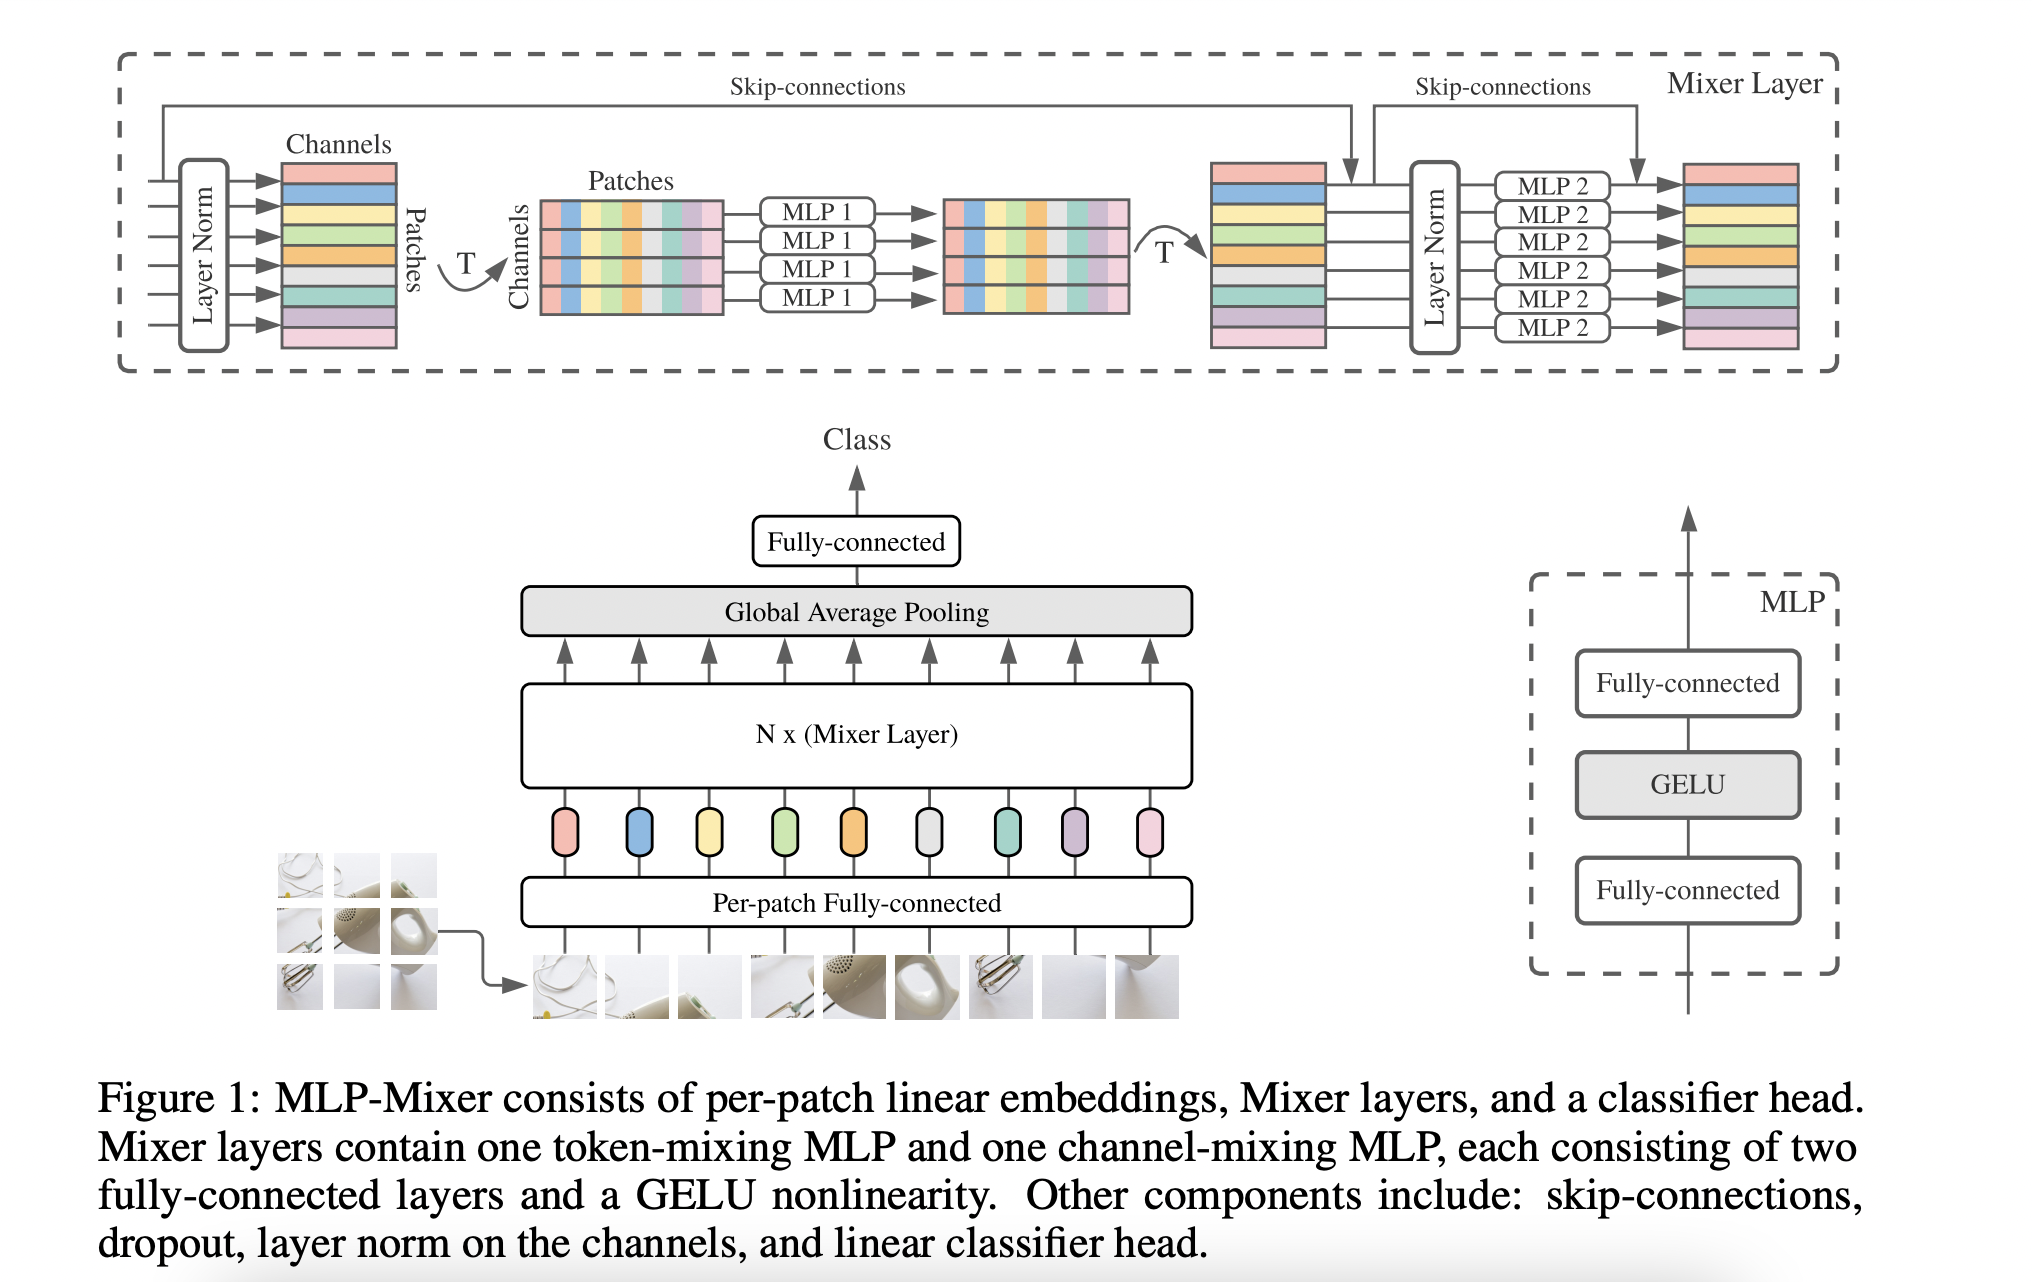 Skip-connections
Skip-connections
Mixer Layer
Channels
Layer Norm
Patches
T
Patches
Channels
MLP 1
MLP 1
MLP 1
MLP 1
T
Layer Norm
MLP 2
MLP 2
MLP 2
MLP 2
MLP 2
MLP 2
Class
Fully-connected
Global Average Pooling
N x (Mixer Layer)
Per-patch Fully-connected
MLP
Fully-connected
GELU
Fully-connected
Figure 1: MLP-Mixer consists of per-patch linear embeddings, Mixer layers, and a classifier head.
Mixer layers contain one token-mixing MLP and one channel-mixing MLP, each consisting of two
fully-connected layers and a GELU nonlinearity. Other components include: skip-connections,
dropout, layer norm on the channels, and linear classifier head.